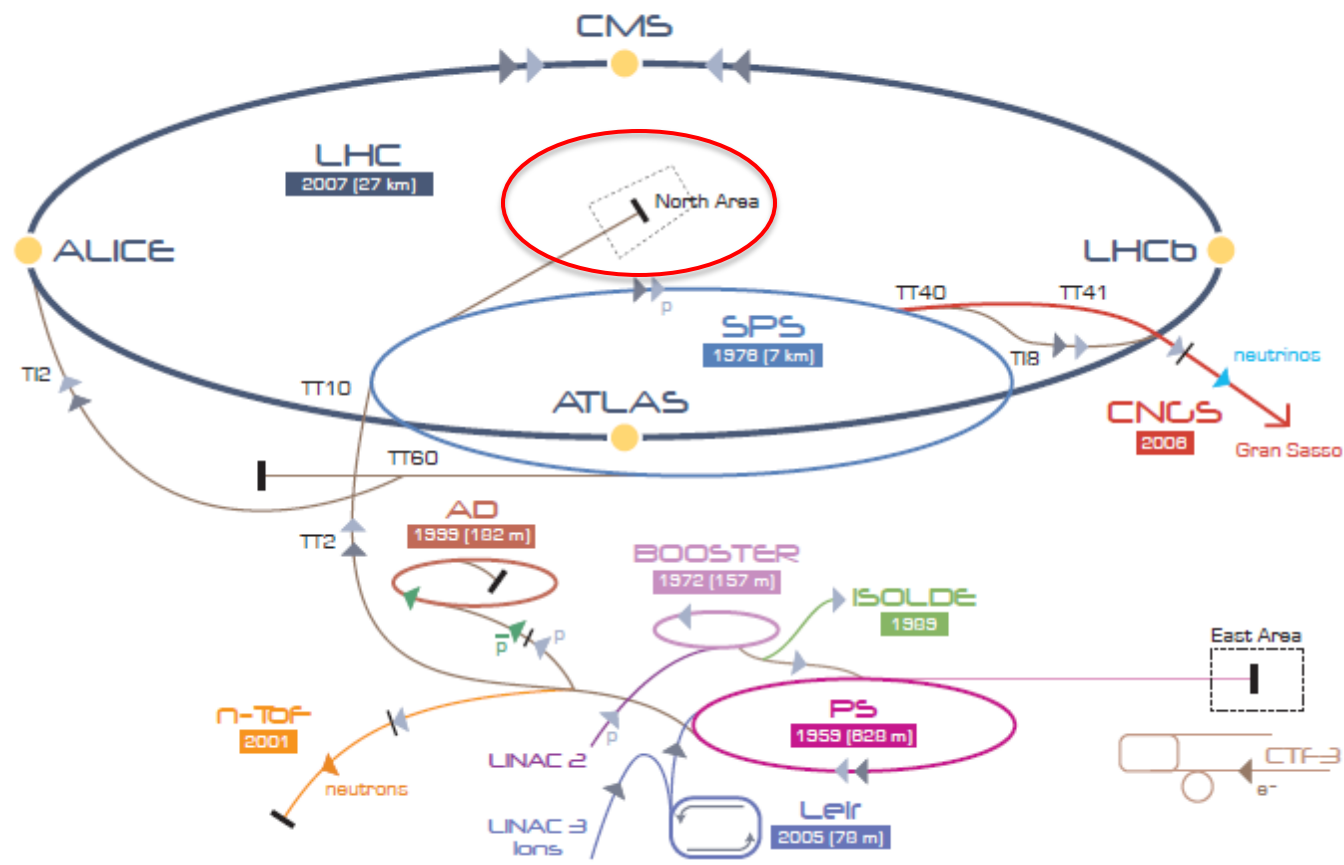 CMS
LHC
2007 (27 km)
North Area
ALICE
LHCb
TT40
TT41
p
SPS
1976 (7 km)
TI8
neutrinos
TI2
TT10
ATLAS
CNGS
2006
Gran Sasso
TT60
AD
1999 (182 m)
TT2
BOOSTER
1972 (157 m)
ISOLDE
1989
p̅
p
East Area
n-ToF
2001
PS
1959 (628 m)
p
LINAC 2
neutrons
CTF-3
e⁻
LINAC 3
Ions
Leir
2005 (78 m)